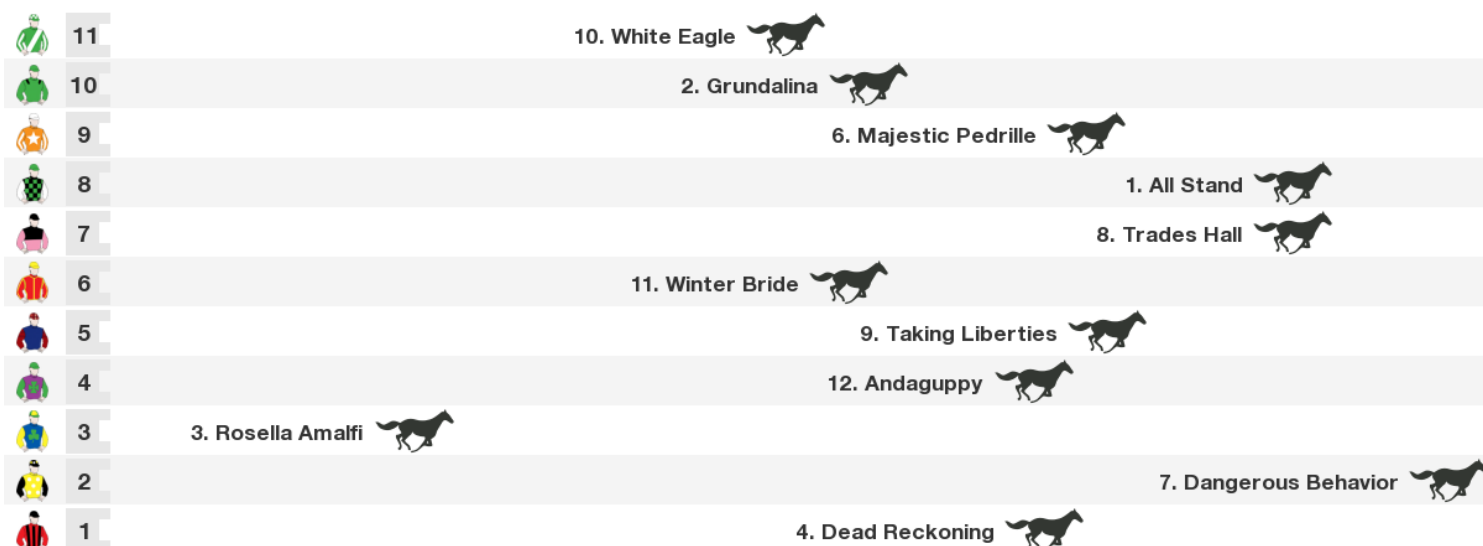 11 10. White Eagle
10 2. Grundalina
9 6. Majestic Pedrille
8 1. All Stand
7 8. Trades Hall
6 11. Winter Bride
5 9. Taking Liberties
4 12. Andaguppy
3 3. Rosella Amalfi
2 7. Dangerous Behavior
1 4. Dead Reckoning